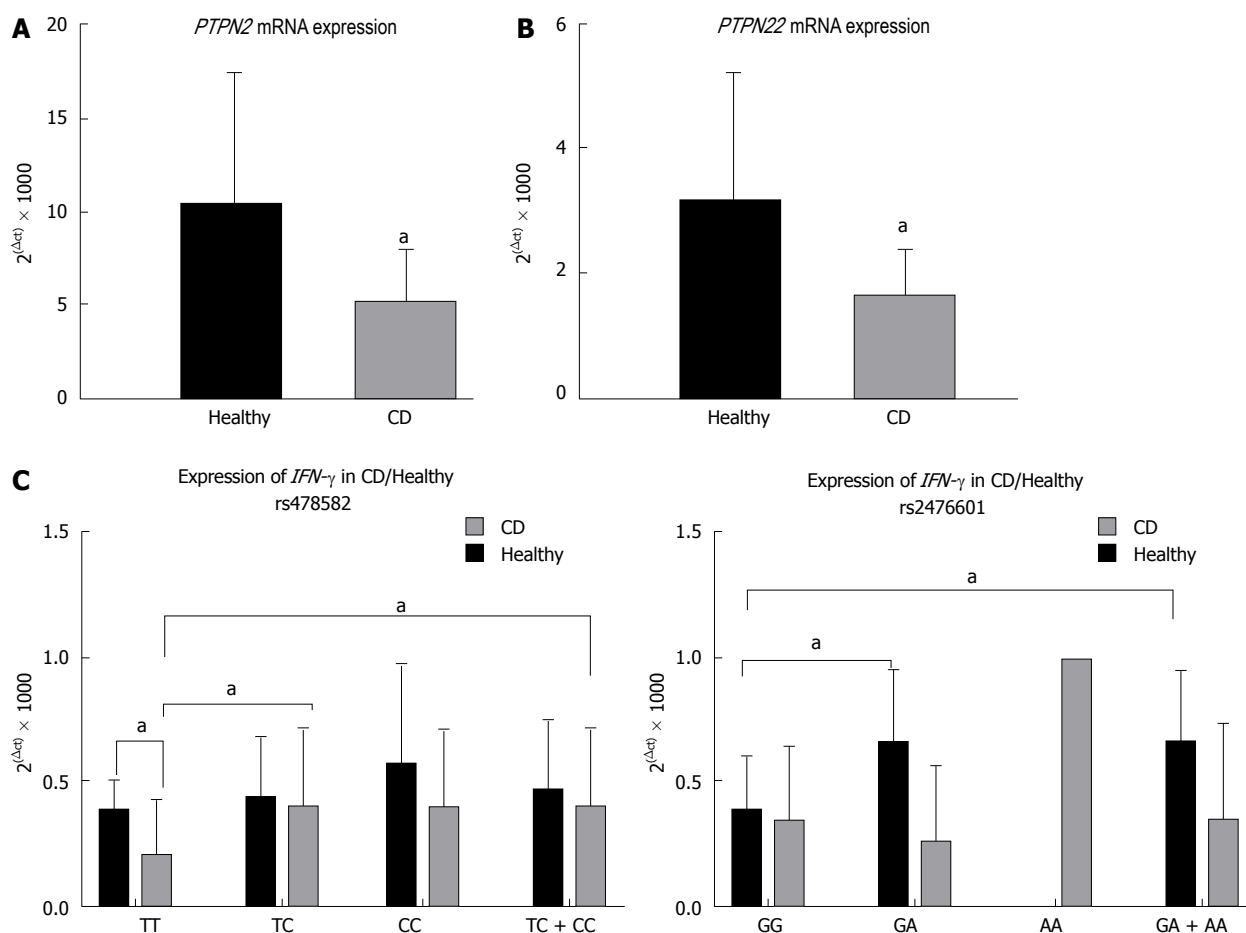 A
PTPN2 mRNA expression
20
15
10
5
0
2^(Δct) × 1000
a
Healthy
CD
B
PTPN22 mRNA expression
6
4
2
0
2^(Δct) × 1000
a
Healthy
CD
C
Expression of IFN-γ in CD/Healthy
rs478582
CD
Healthy
1.5
1.0
0.5
0.0
2^(Δct) × 1000
a
a
a
TT
TC
CC
TC + CC
Expression of IFN-γ in CD/Healthy
rs2476601
CD
Healthy
1.5
1.0
0.5
0.0
2^(Δct) × 1000
a
a
GG
GA
AA
GA + AA